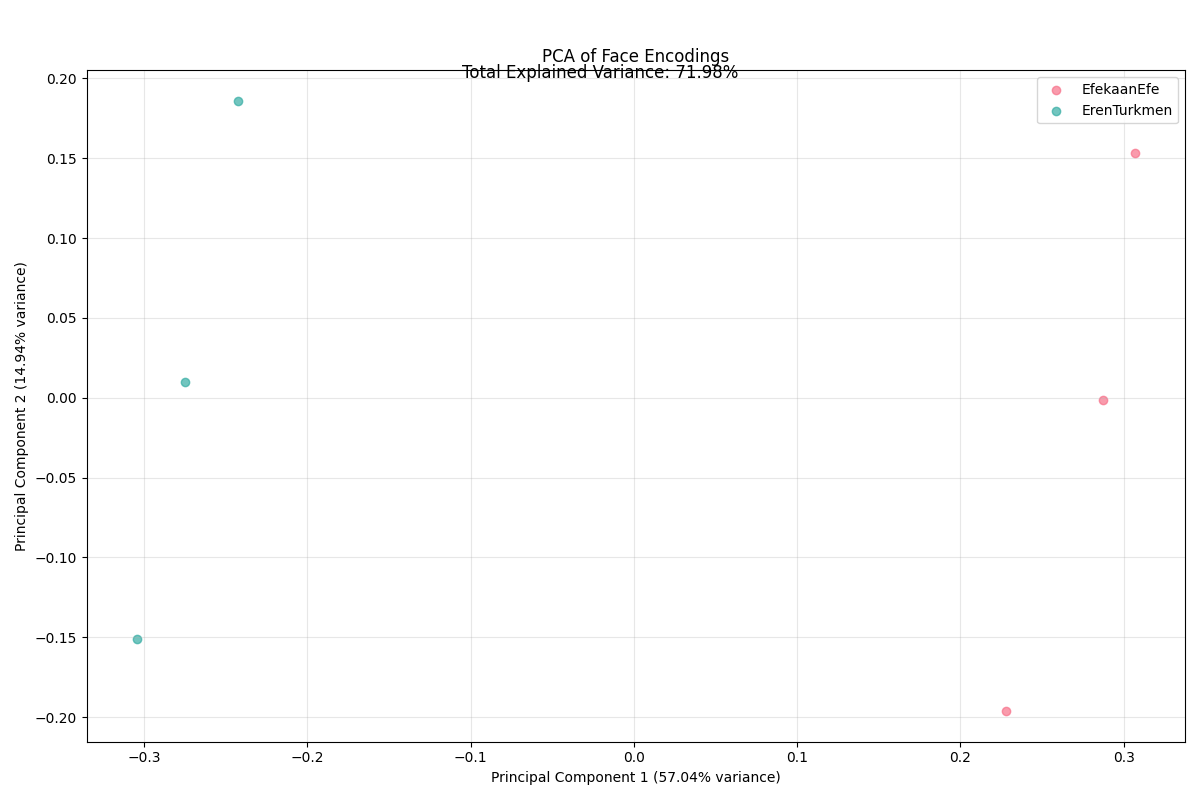 PCA of Face Encodings
Total Explained Variance: 71.98%
EfekaanEfe
ErenTurkmen
Principal Component 2 (14.94% variance)
0.20
0.15
0.10
0.05
0.00
−0.05
−0.10
−0.15
−0.20
−0.3
−0.2
−0.1
0.0
0.1
0.2
0.3
Principal Component 1 (57.04% variance)